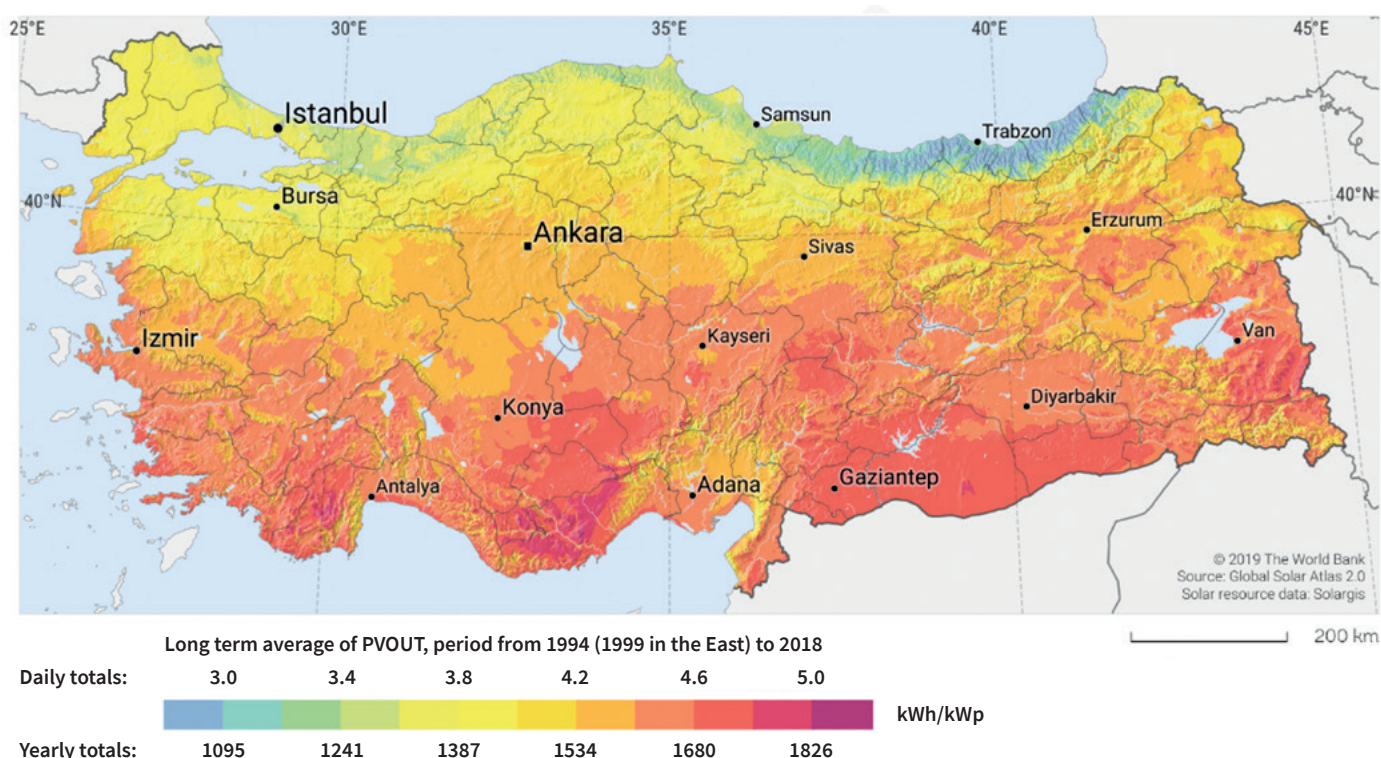 25°E 30°E 35°E 40°E 45°E
Istanbul
Samsun
Trabzon
Bursa
40°N
40°N
Ankara
Erzurum
Sivas
Izmir
Kayseri
Van
Konya
Diyarbakir
Antalya
Adana
Gaziantep
© 2019 The World Bank
Source: Global Solar Atlas 2.0
Solar resource data: Solargis
200 km
Long term average of PVOUT, period from 1994 (1999 in the East) to 2018
Daily totals: 3.0 3.4 3.8 4.2 4.6 5.0
kWh/kWp
Yearly totals: 1095 1241 1387 1534 1680 1826